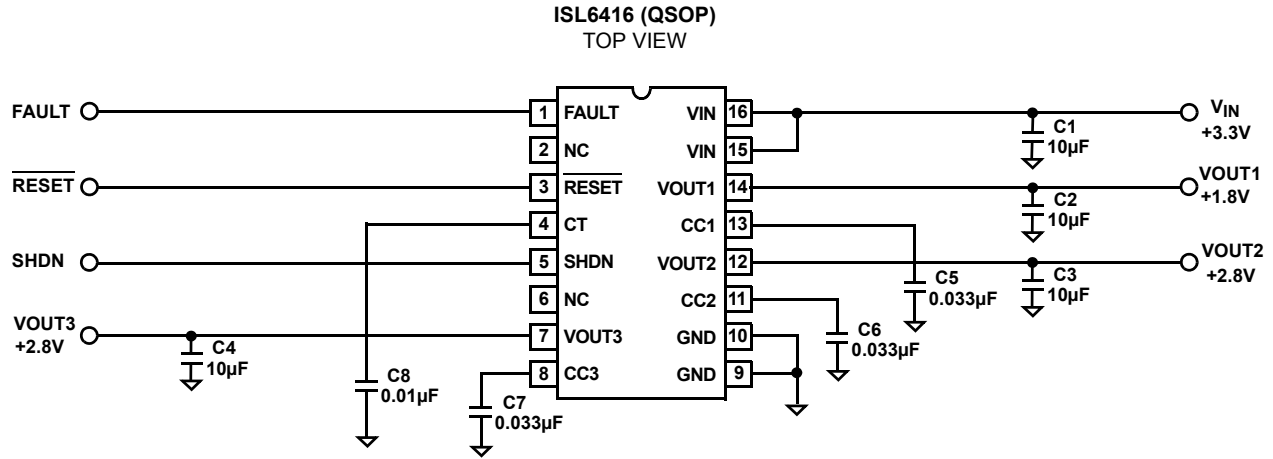 ISL6416 (QSOP)
TOP VIEW
FAULT
1 FAULT
VIN 16
VIN
+3.3V
C1
10µF
2 NC
VIN 15
RESET
3 RESET
VOUT1 14
VOUT1
+1.8V
C2
10µF
4 CT
CC1 13
SHDN
5 SHDN
VOUT2 12
VOUT2
+2.8V
C5
0.033µF
C3
10µF
6 NC
CC2 11
VOUT3
+2.8V
7 VOUT3
GND 10
C6
0.033µF
C4
10µF
8 CC3
GND 9
C8
0.01µF
C7
0.033µF